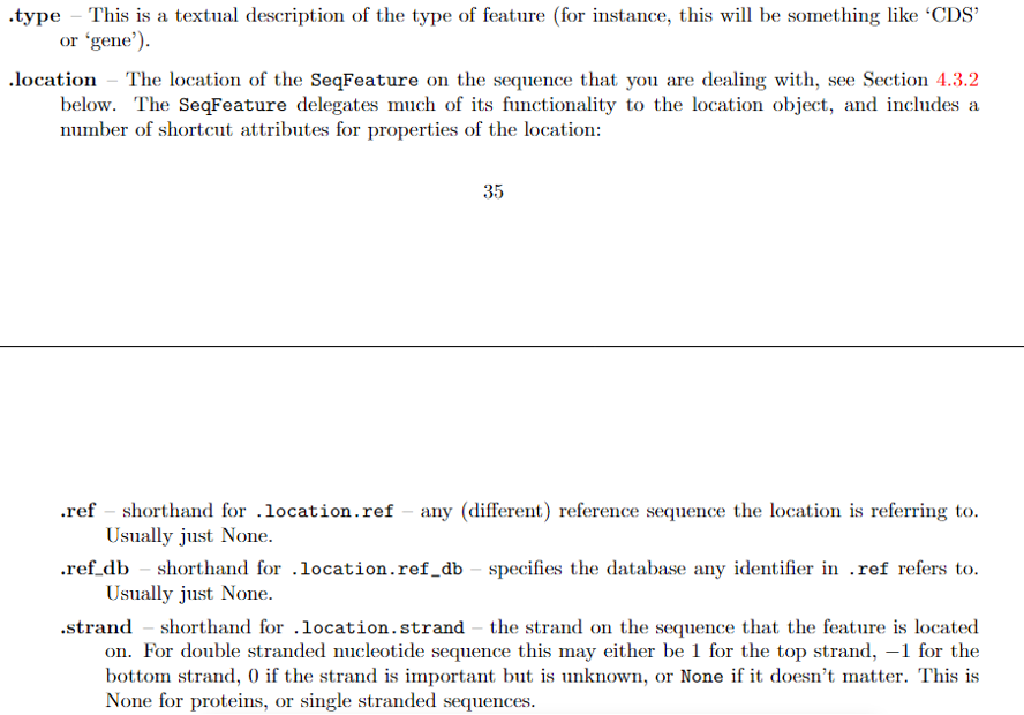 .type – This is a textual description of the type of feature (for instance, this will be something like ‘CDS’
or ‘gene’).
.location – The location of the SeqFeature on the sequence that you are dealing with, see Section 4.3.2
below. The SeqFeature delegates much of its functionality to the location object, and includes a
number of shortcut attributes for properties of the location:
35
.ref – shorthand for .location.ref – any (different) reference sequence the location is referring to.
Usually just None.
.ref_db – shorthand for .location.ref_db – specifies the database any identifier in .ref refers to.
Usually just None.
.strand – shorthand for .location.strand – the strand on the sequence that the feature is located
on. For double stranded nucleotide sequence this may either be 1 for the top strand, −1 for the
bottom strand, 0 if the strand is important but is unknown, or None if it doesn’t matter. This is
None for proteins, or single stranded sequences.